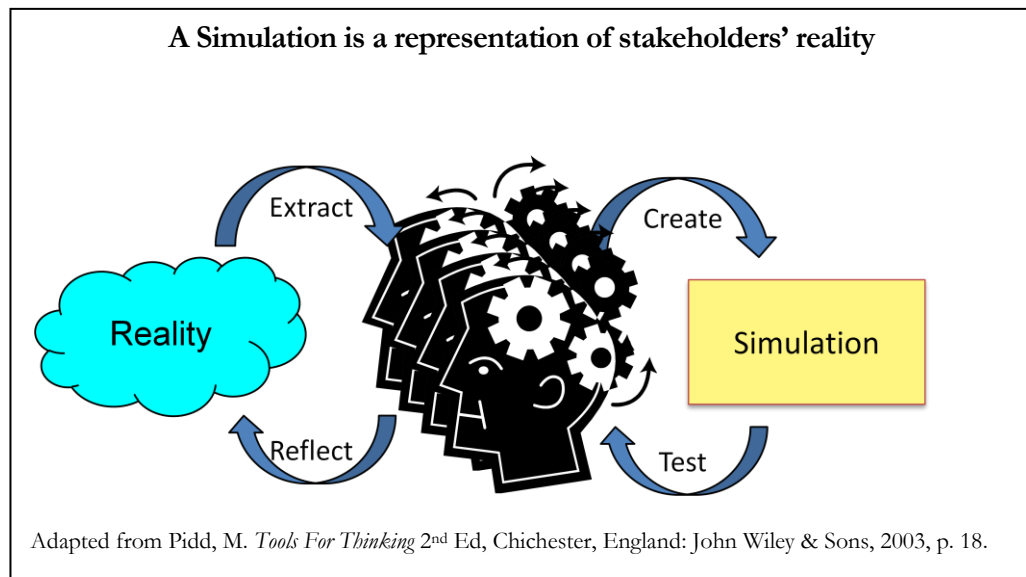 A Simulation is a representation of stakeholders’ reality
Extract
Create
Reality
Simulation
Reflect
Test
Adapted from Pidd, M. Tools For Thinking 2nd Ed, Chichester, England: John Wiley & Sons, 2003, p. 18.